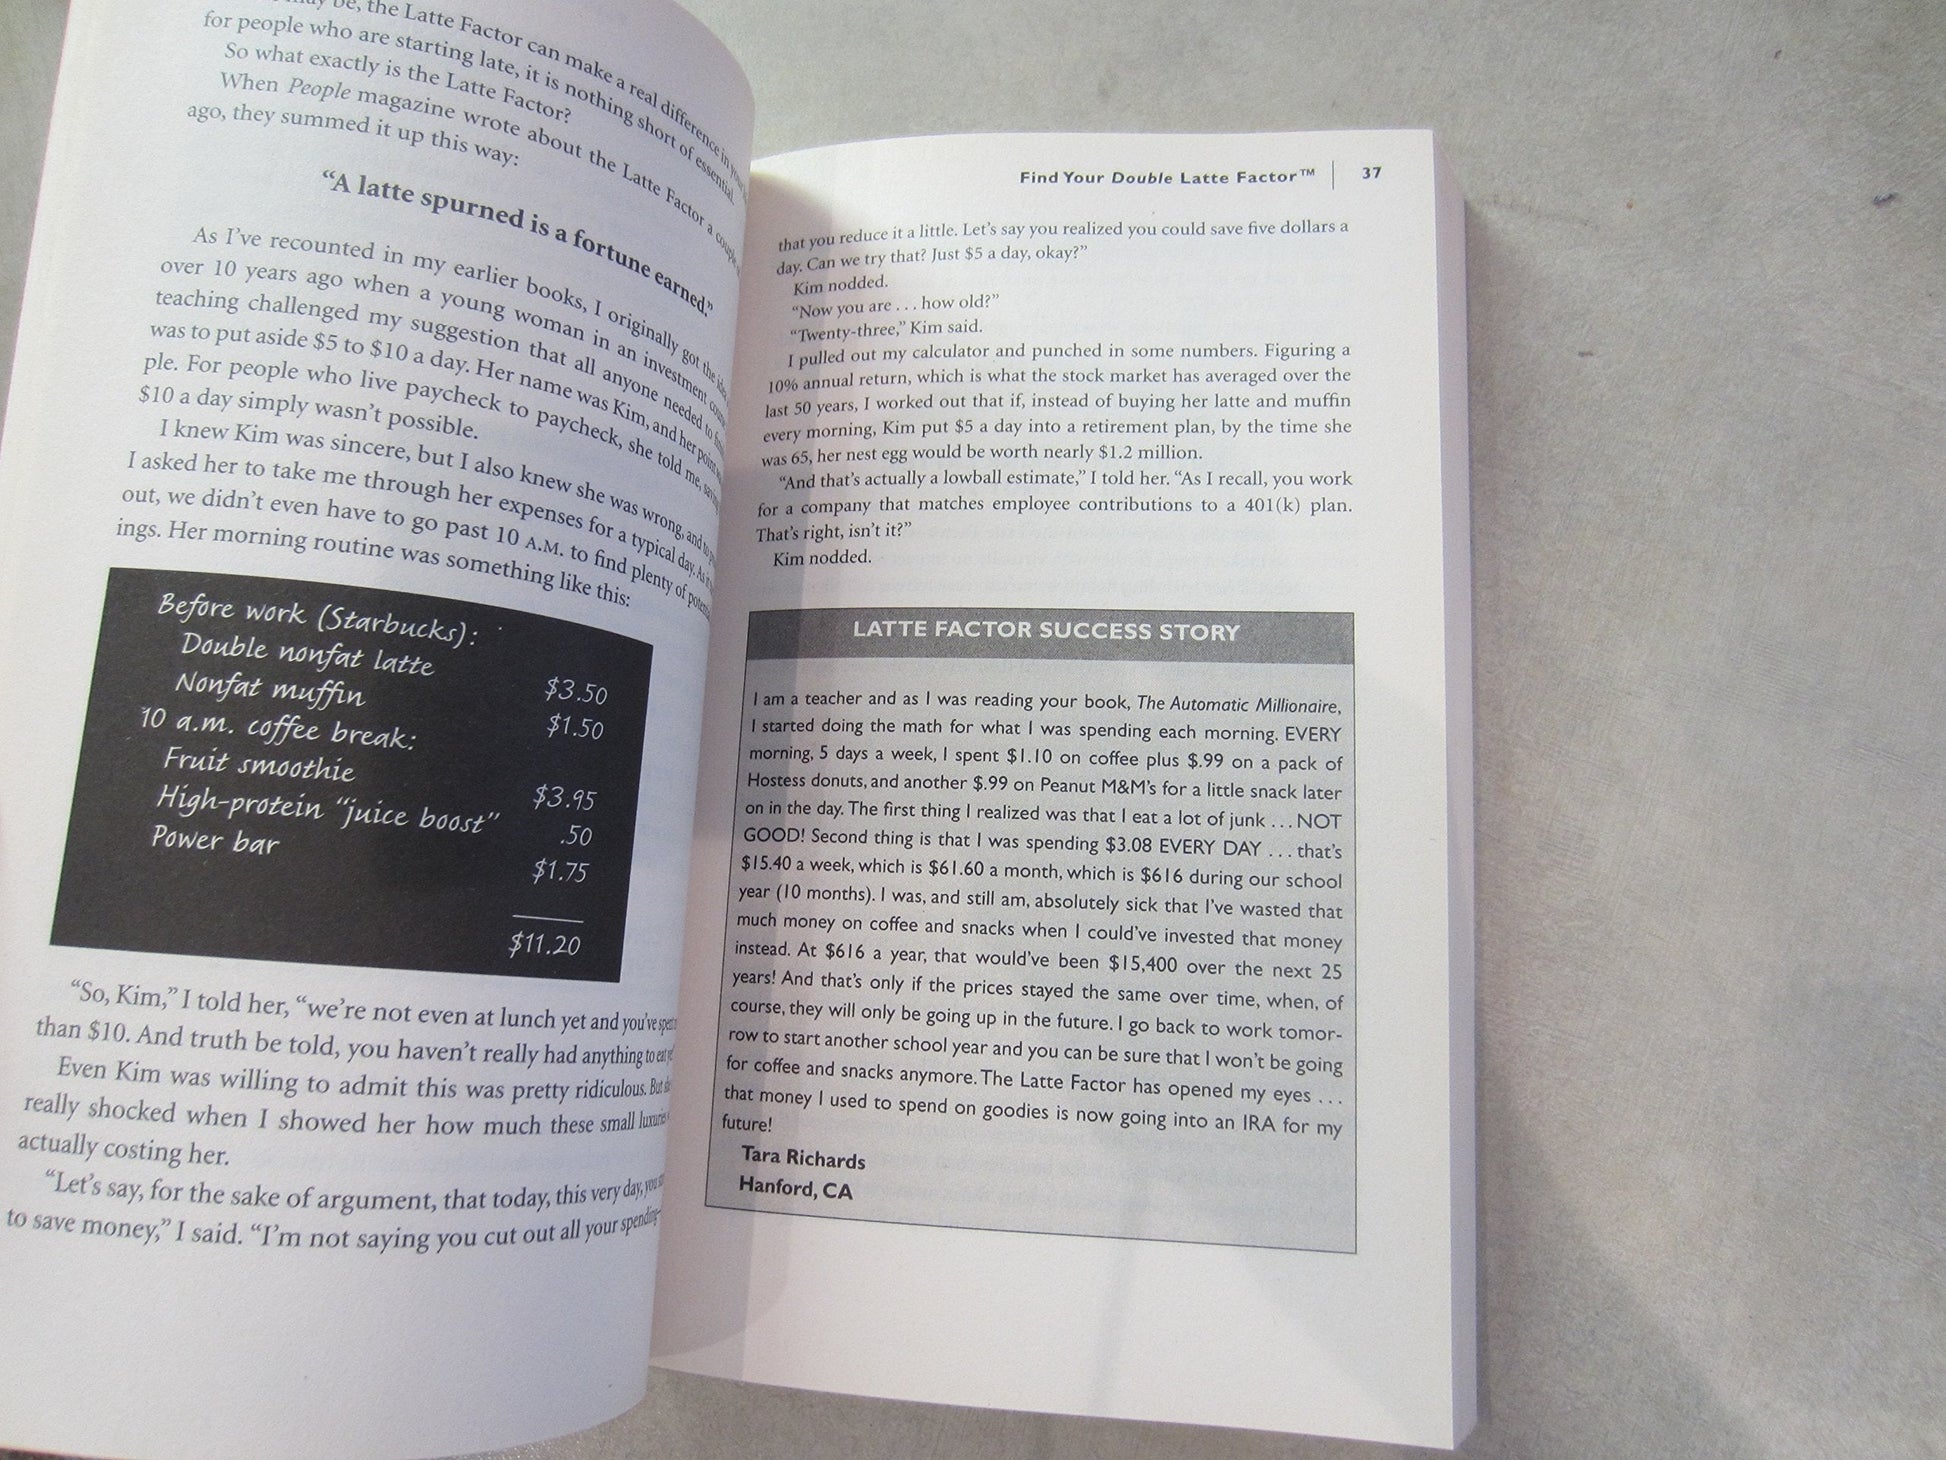 be, the Latte Factor can make a real difference in your
for people who are starting late, it is nothing short of essential.
So what exactly is the Latte Factor?
When People magazine wrote about the Latte Factor a couple
ago, they summed it up this way:
“A latte spurned is a fortune earned.”
As I’ve recounted in my earlier books, I originally got the idea
over 10 years ago when a young woman in an investment
teaching challenged my suggestion that all anyone needed to
was to put aside $5 to $10 a day. Her name was Kim, and her point
ple. For people who live paycheck to paycheck, she told me, saving
$10 a day simply wasn’t possible.
I knew Kim was sincere, but I also knew she was wrong, and to
I asked her to take me through her expenses for a typical day. As it
out, we didn’t even have to go past 10 A.M. to find plenty of
ings. Her morning routine was something like this:
Before work (Starbucks):
Double nonfat latte $3.50
Nonfat muffin $1.50
10 a.m. coffee break:
Fruit smoothie $3.95
High-protein “juice boost” .50
Power bar $1.75
$11.20
“So, Kim,” I told her, “we’re not even at lunch yet and you’ve
than $10. And truth be told, you haven’t really had anything to eat
Even Kim was willing to admit this was pretty ridiculous. But
really shocked when I showed her how much these small luxuries
actually costing her.
“Let’s say, for the sake of argument, that today, this very day, you
to save money,” I said. “I’m not saying you cut out all your spending—
Find Your Double Latte Factor™ | 37
that you reduce it a little. Let’s say you realized you could save five dollars a
day. Can we try that? Just $5 a day, okay?”
Kim nodded.
“Now you are . . . how old?”
“Twenty-three,” Kim said.
I pulled out my calculator and punched in some numbers. Figuring a
10% annual return, which is what the stock market has averaged over the
last 50 years, I worked out that if, instead of buying her latte and muffin
every morning, Kim put $5 a day into a retirement plan, by the time she
was 65, her nest egg would be worth nearly $1.2 million.
“And that’s actually a lowball estimate,” I told her. “As I recall, you work
for a company that matches employee contributions to a 401(k) plan.
That’s right, isn’t it?”
Kim nodded.
LATTE FACTOR SUCCESS STORY
I am a teacher and as I was reading your book, The Automatic Millionaire,
I started doing the math for what I was spending each morning. EVERY
morning, 5 days a week, I spent $1.10 on coffee plus $.99 on a pack of
Hostess donuts, and another $.99 on Peanut M&M’s for a little snack later
on in the day. The first thing I realized was that I eat a lot of junk . . . NOT
GOOD! Second thing is that I was spending $3.08 EVERY DAY . . . that’s
$15.40 a week, which is $61.60 a month, which is $616 during our school
year (10 months). I was, and still am, absolutely sick that I’ve wasted that
much money on coffee and snacks when I could’ve invested that money
instead. At $616 a year, that would’ve been $15,400 over the next 25
years! And that’s only if the prices stayed the same over time, when, of
course, they will only be going up in the future. I go back to work tomor-
row to start another school year and you can be sure that I won’t be going
for coffee and snacks anymore. The Latte Factor has opened my eyes . . .
that money I used to spend on goodies is now going into an IRA for my
future!
Tara Richards
Hanford, CA